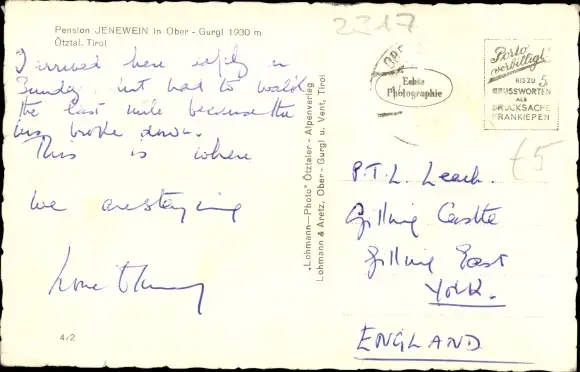 2217
Pension JENEWEIN in Ober - Gurgl 1930 m
Ötztal, Tirol
I arrived here safely on
Sunday but had to walk
the last mile because the
bus broke down.
This is where
we are staying
Love
4/2
„Lohmann—Photo" Ötztaler - Alpenverlag
Lohmann & Aretz, Ober - Gurgl u. Vent, Tirol
OBE
Echte
Photographie
Porto
verbilligt
BIS ZU 5
GRUSSWORTEN
ALS
DRUCKSACHE
FRANKIEREN
£5
P.T.L. Leach.
Gilling Castle
Gilling East
YORK.
ENGLAND